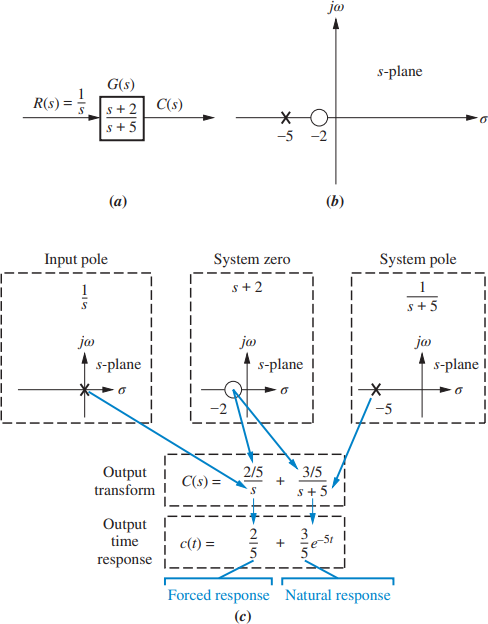 jω
s-plane
G(s)
R(s) = 1/s
s + 2
s + 5
C(s)
–5 –2
σ
(a)
(b)
Input pole
System zero
System pole
1/s
s + 2
1/(s + 5)
jω
s-plane
σ
jω
s-plane
σ
–2
jω
s-plane
σ
–5
Output transform
C(s) = (2/5)/s + (3/5)/(s + 5)
Output time response
c(t) = 2/5 + 3/5 e^–5t
Forced response
Natural response
(c)